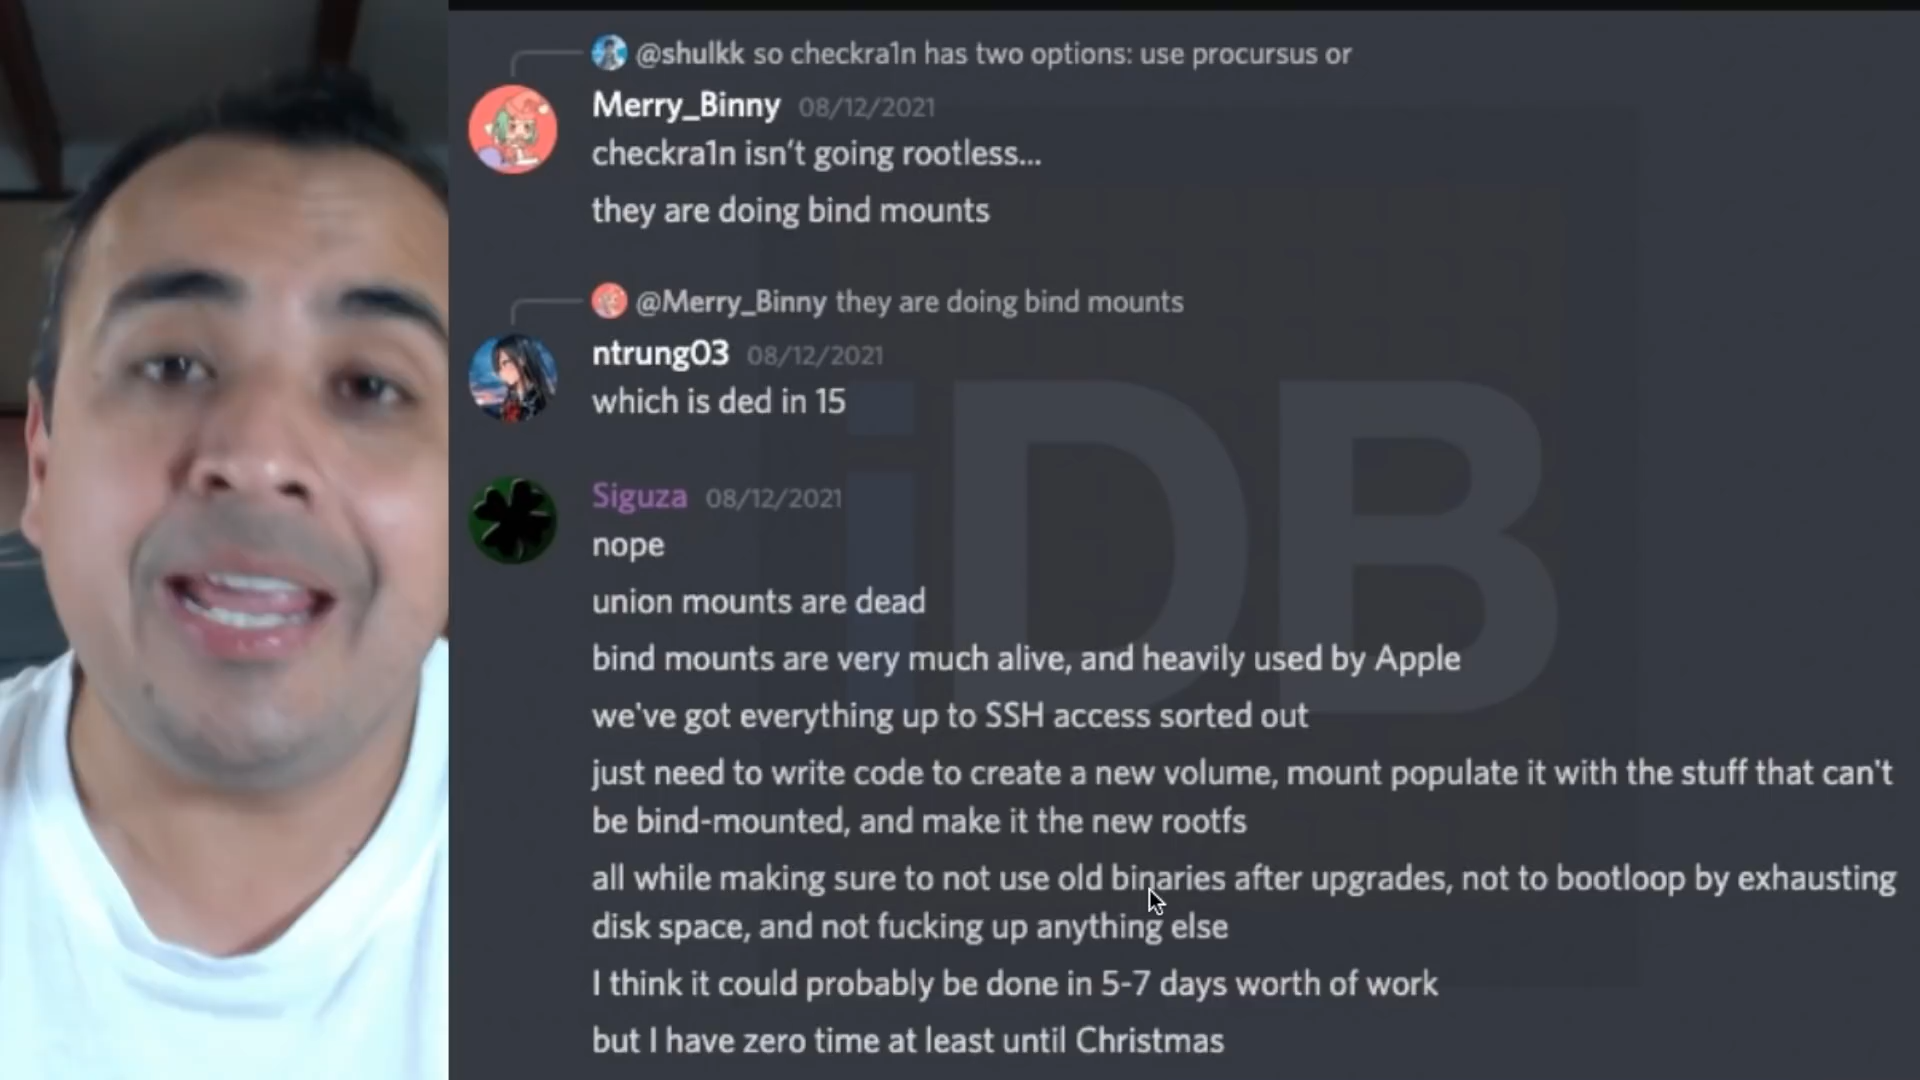 @shulkk so checkra1n has two options: use procursus or
Merry_Binny 08/12/2021
checkra1n isn't going rootless...
they are doing bind mounts
@Merry_Binny they are doing bind mounts
ntrung03 08/12/2021
which is ded in 15
Siguza 08/12/2021
nope
union mounts are dead
bind mounts are very much alive, and heavily used by Apple
we've got everything up to SSH access sorted out
just need to write code to create a new volume, mount populate it with the stuff that can't
be bind-mounted, and make it the new rootfs
all while making sure to not use old binaries after upgrades, not to bootloop by exhausting
disk space, and not fucking up anything else
I think it could probably be done in 5-7 days worth of work
but I have zero time at least until Christmas
iDB